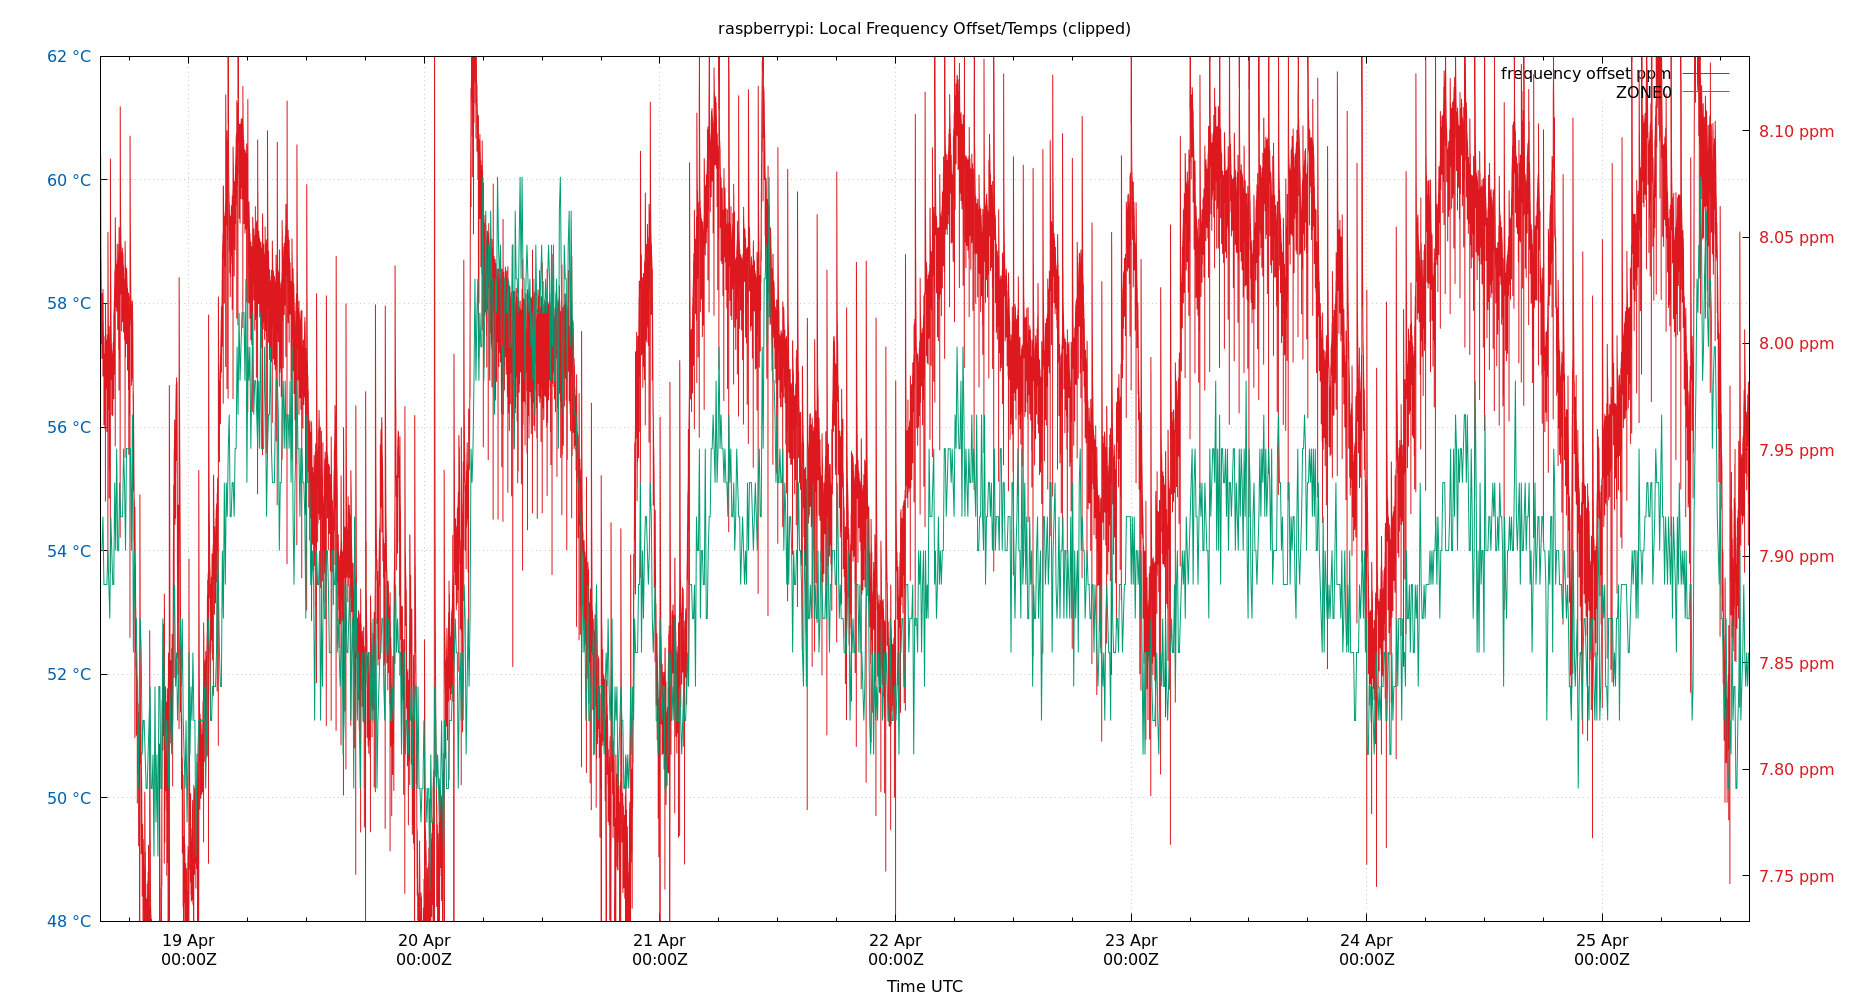 raspberrypi: Local Frequency Offset/Temps (clipped)
62 °C
60 °C
58 °C
56 °C
54 °C
52 °C
50 °C
48 °C
frequency offset ppm
ZONE0
8.10 ppm
8.05 ppm
8.00 ppm
7.95 ppm
7.90 ppm
7.85 ppm
7.80 ppm
7.75 ppm
19 Apr 20 Apr 21 Apr 22 Apr 23 Apr 24 Apr 25 Apr
00:00Z 00:00Z 00:00Z 00:00Z 00:00Z 00:00Z 00:00Z
Time UTC